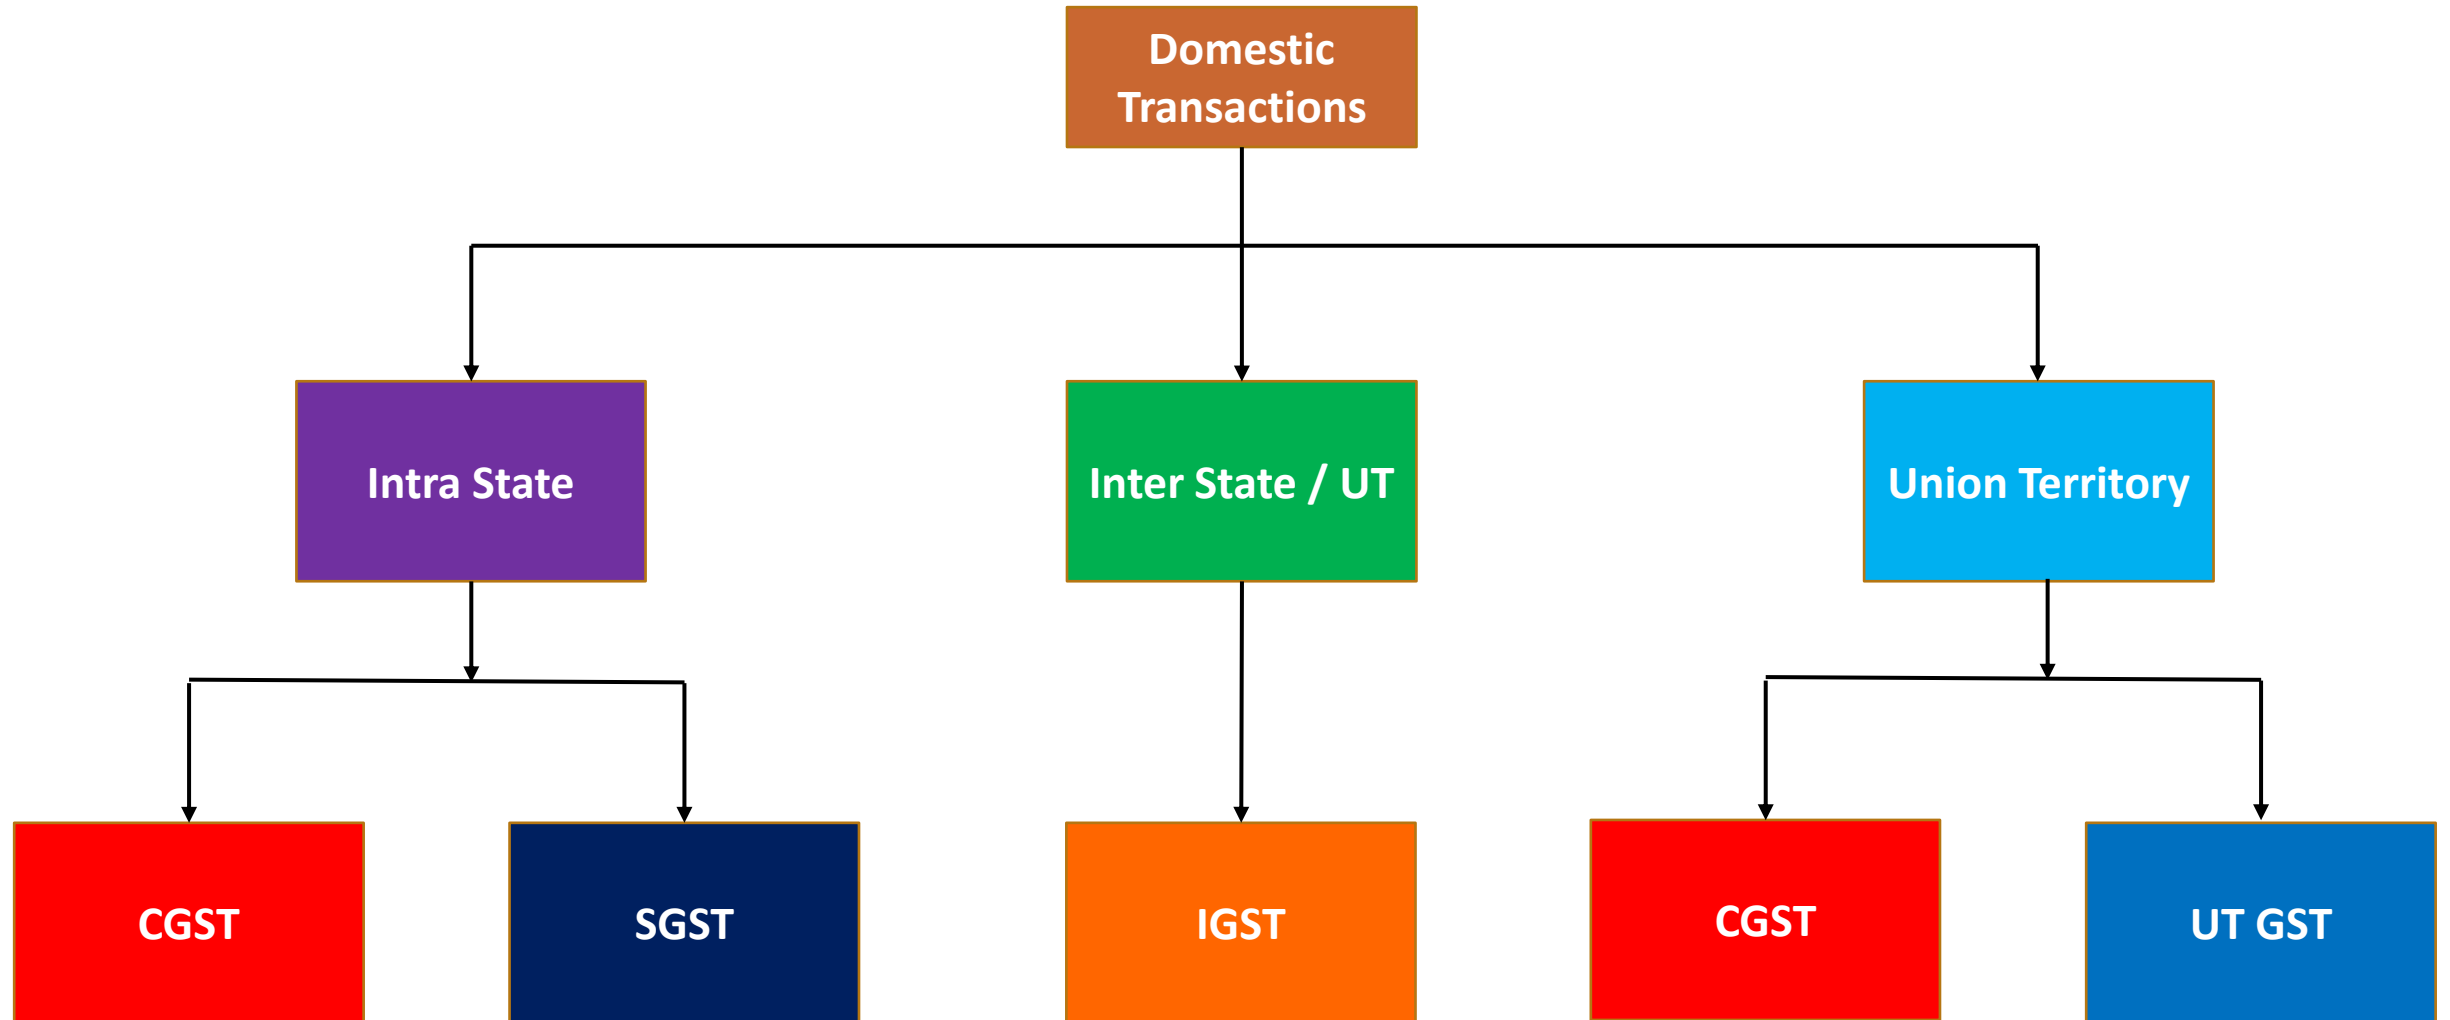 Domestic
Transactions
Intra State
Inter State / UT
Union Territory
CGST
SGST
IGST
CGST
UT GST